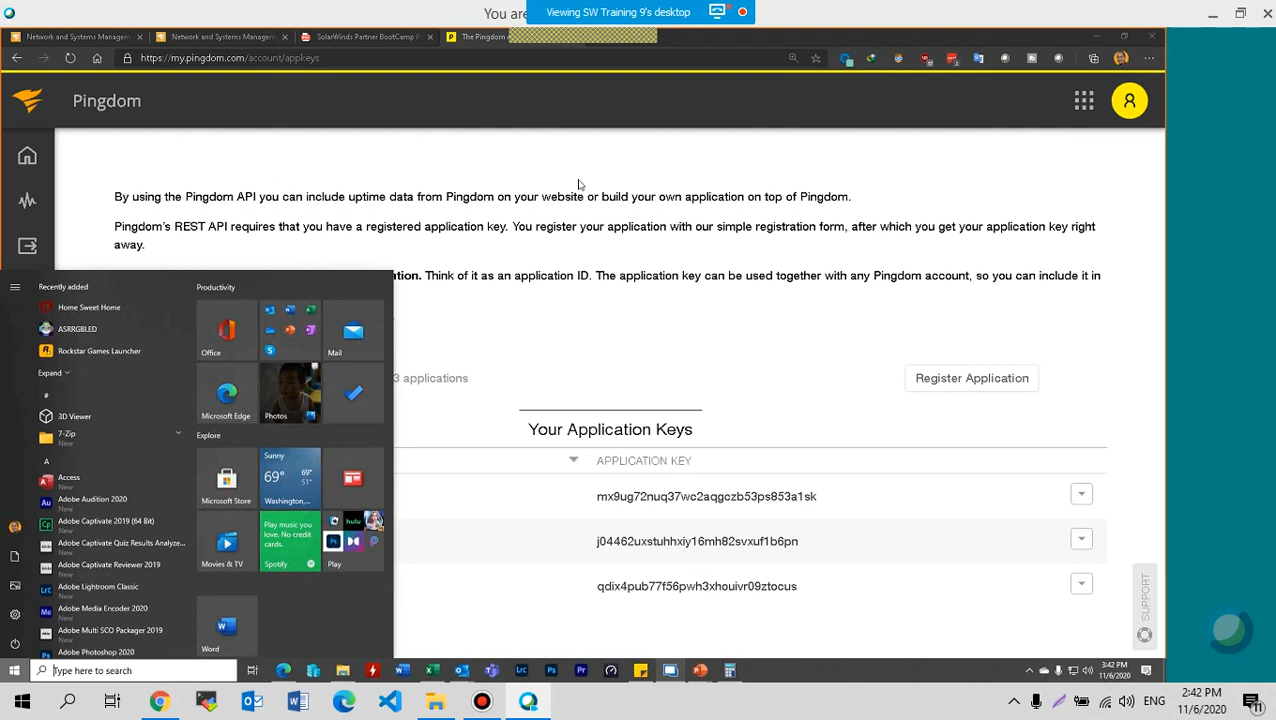 You are
Viewing SW Training 9's desktop
Network and Systems Manage
Network and Systems Managem
SolarWinds Partner BootCamp P
The Pingdom A
https://my.pingdom.com/account/appkeys
Pingdom
By using the Pingdom API you can include uptime data from Pingdom on your website or build your own application on top of Pingdom.
Pingdom's REST API requires that you have a registered application key. You register your application with our simple registration form, after which you get your application key right
away.
ation. Think of it as an application ID. The application key can be used together with any Pingdom account, so you can include it in
3 applications
Register Application
Your Application Keys
APPLICATION KEY
mx9ug72nuq37wc2aqgczb53ps853a1sk
j04462uxstuhhxiy16mh82svxuf1b6pn
qdix4pub77f56pwh3xhouivr09ztocus
SUPPORT
Recently added
Home Sweet Home
ASRRGBLED
Rockstar Games Launcher
Expand
#
3D Viewer
7-Zip
New
A
Access
New
Adobe Audition 2020
New
Adobe Captivate 2019 (64 Bit)
New
Adobe Captivate Quiz Results Analyze...
New
Adobe Captivate Reviewer 2019
New
Adobe Lightroom Classic
New
Adobe Media Encoder 2020
New
Adobe Multi SCO Packager 2019
New
Adobe Photoshop 2020
Productivity
Office
Mail
Microsoft Edge
Photos
Explore
Microsoft Store
Sunny
69° 69°
51°
Washington,...
Movies & TV
Play music you
love. No credit
cards.
Spotify
hulu
Play
Word
Type here to search
3:42 PM
11/6/2020
ENG
2:42 PM
11/6/2020